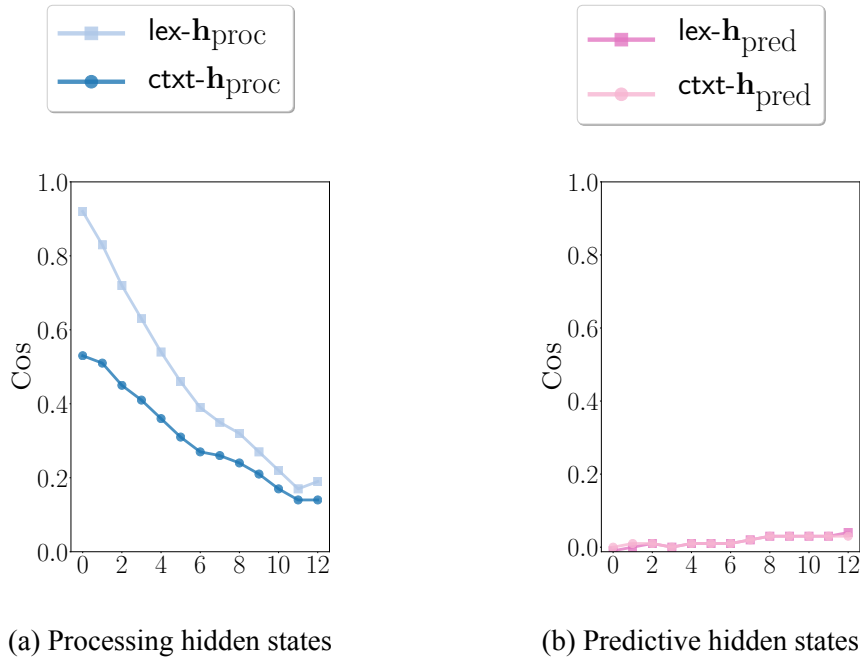 lex-hproc
ctxt-hproc
lex-hpred
ctxt-hpred
Cos
1.0
0.8
0.6
0.4
0.2
0.0
0 2 4 6 8 10 12
(a) Processing hidden states
Cos
1.0
0.8
0.6
0.4
0.2
0.0
0 2 4 6 8 10 12
(b) Predictive hidden states